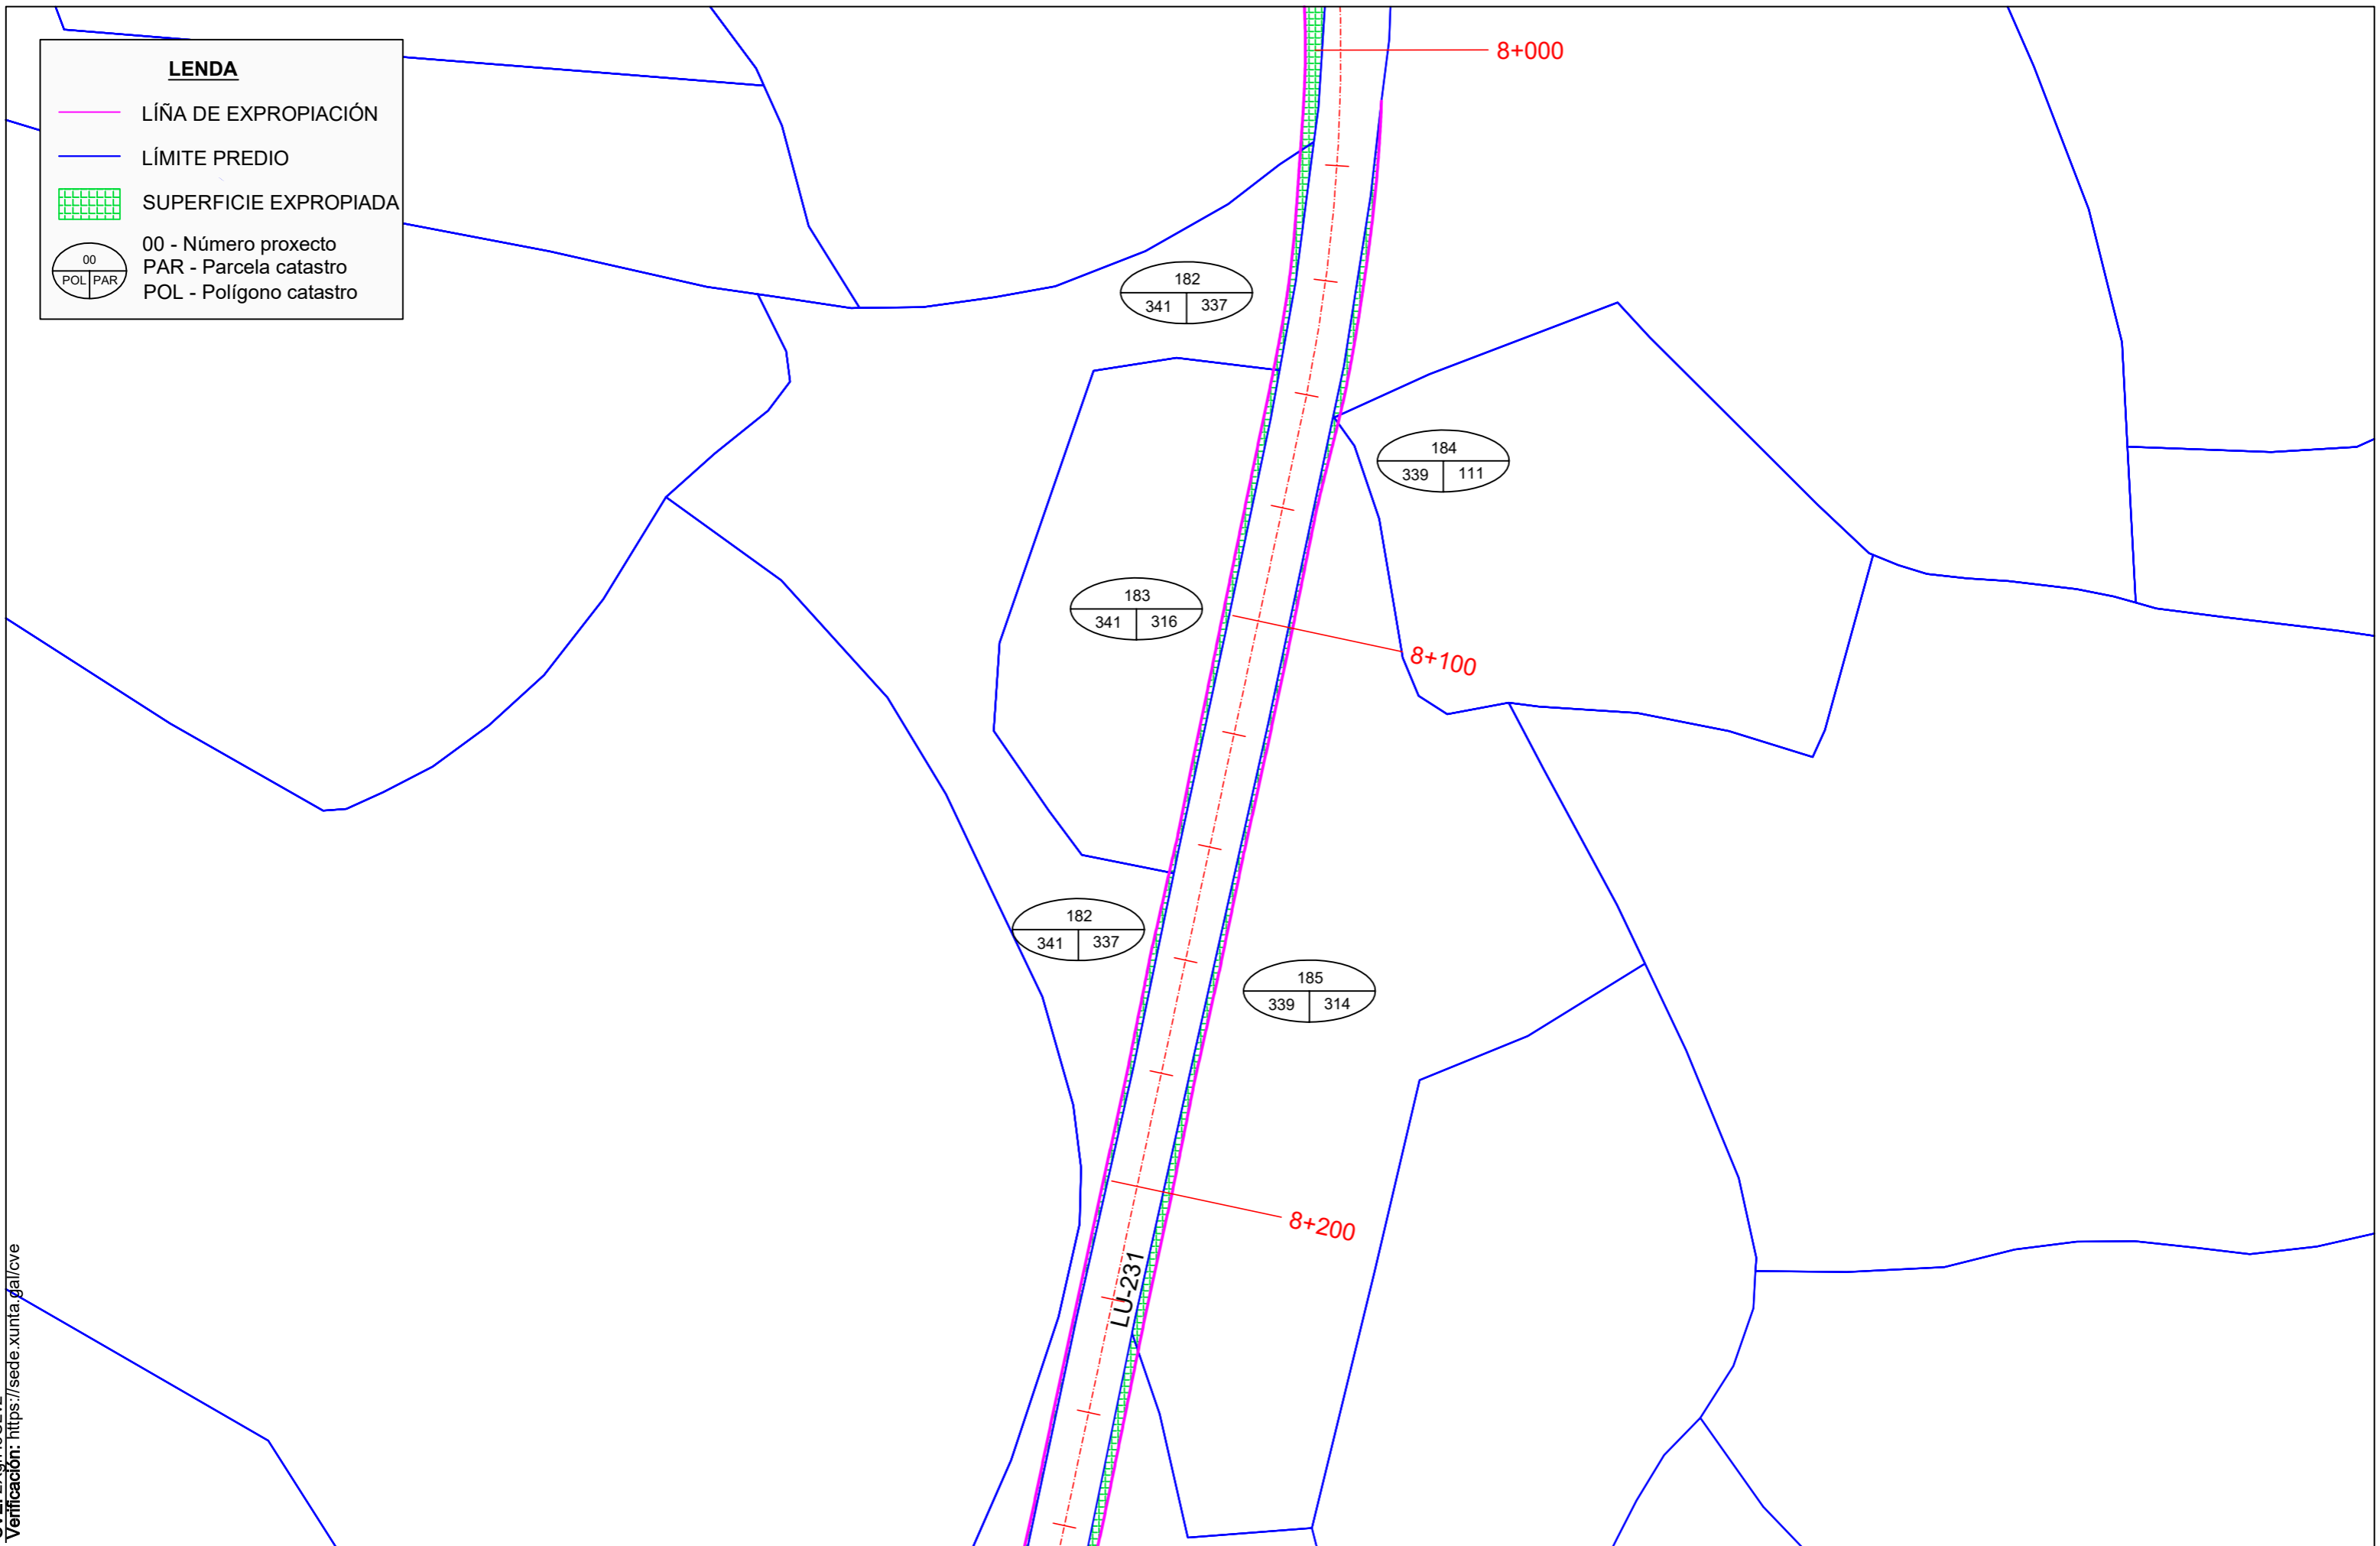 LENDA
LÍÑA DE EXPROPIACIÓN
LÍMITE PREDIO
SUPERFICIE EXPROPIADA
00
POL PAR
00 - Número proxecto
PAR - Parcela catastro
POL - Polígono catastro
8+000
182
341 337
184
339 111
183
341 316
8+100
182
341 337
185
339 314
8+200
LU-231
Verificación: https://sede.xunta.gal/cve